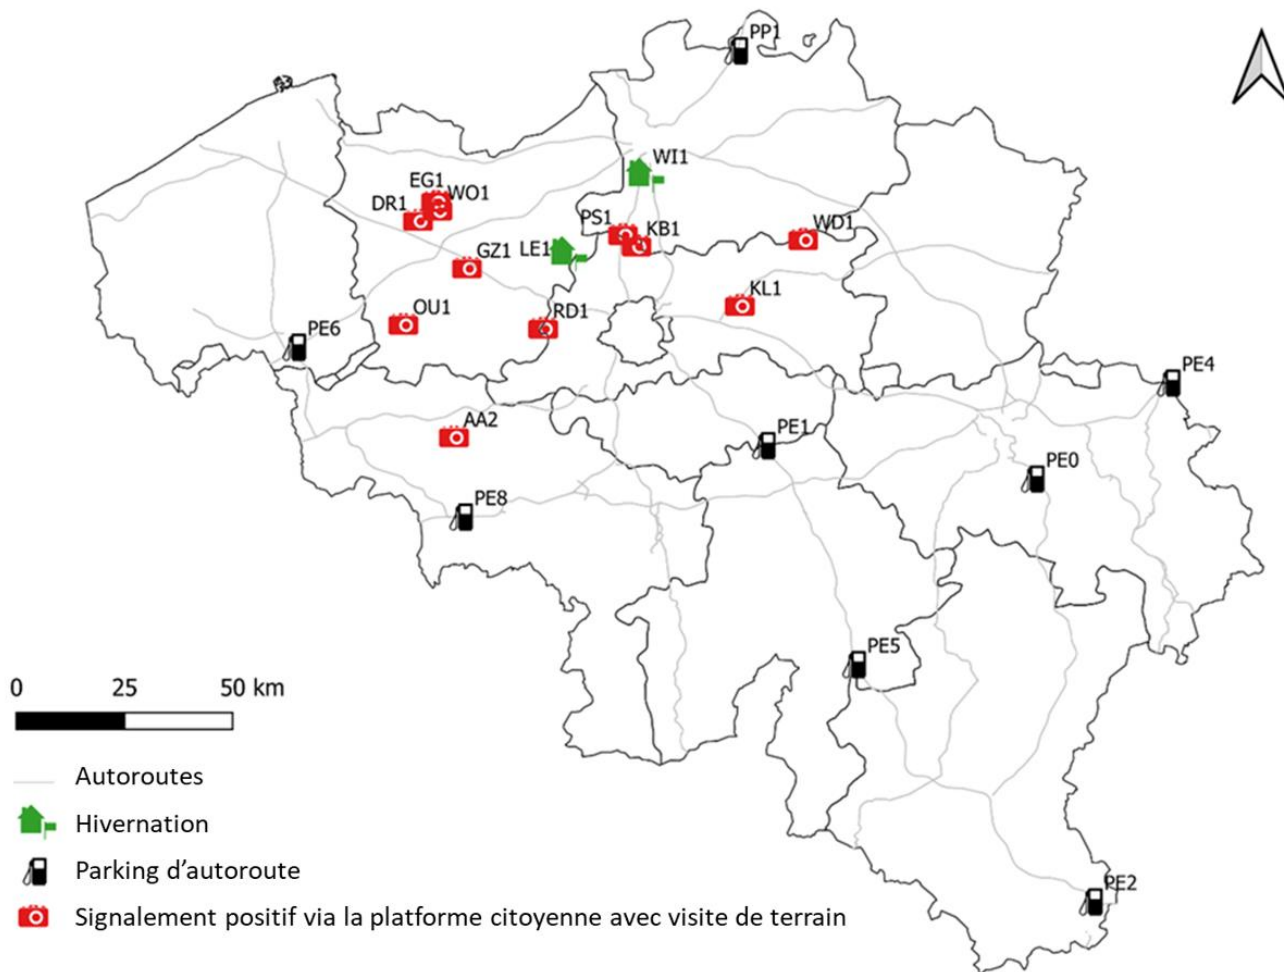 PP1
WI1
EG1
WO1
DR1
PS1
KB1
WD1
GZ1
LE1
KL1
OU1
RD1
PE6
PE4
AA2
PE1
PE0
PE8
PE5
PE2
0 25 50 km
Autoroutes
Hivernation
Parking d'autoroute
Signalement positif via la platforme citoyenne avec visite de terrain